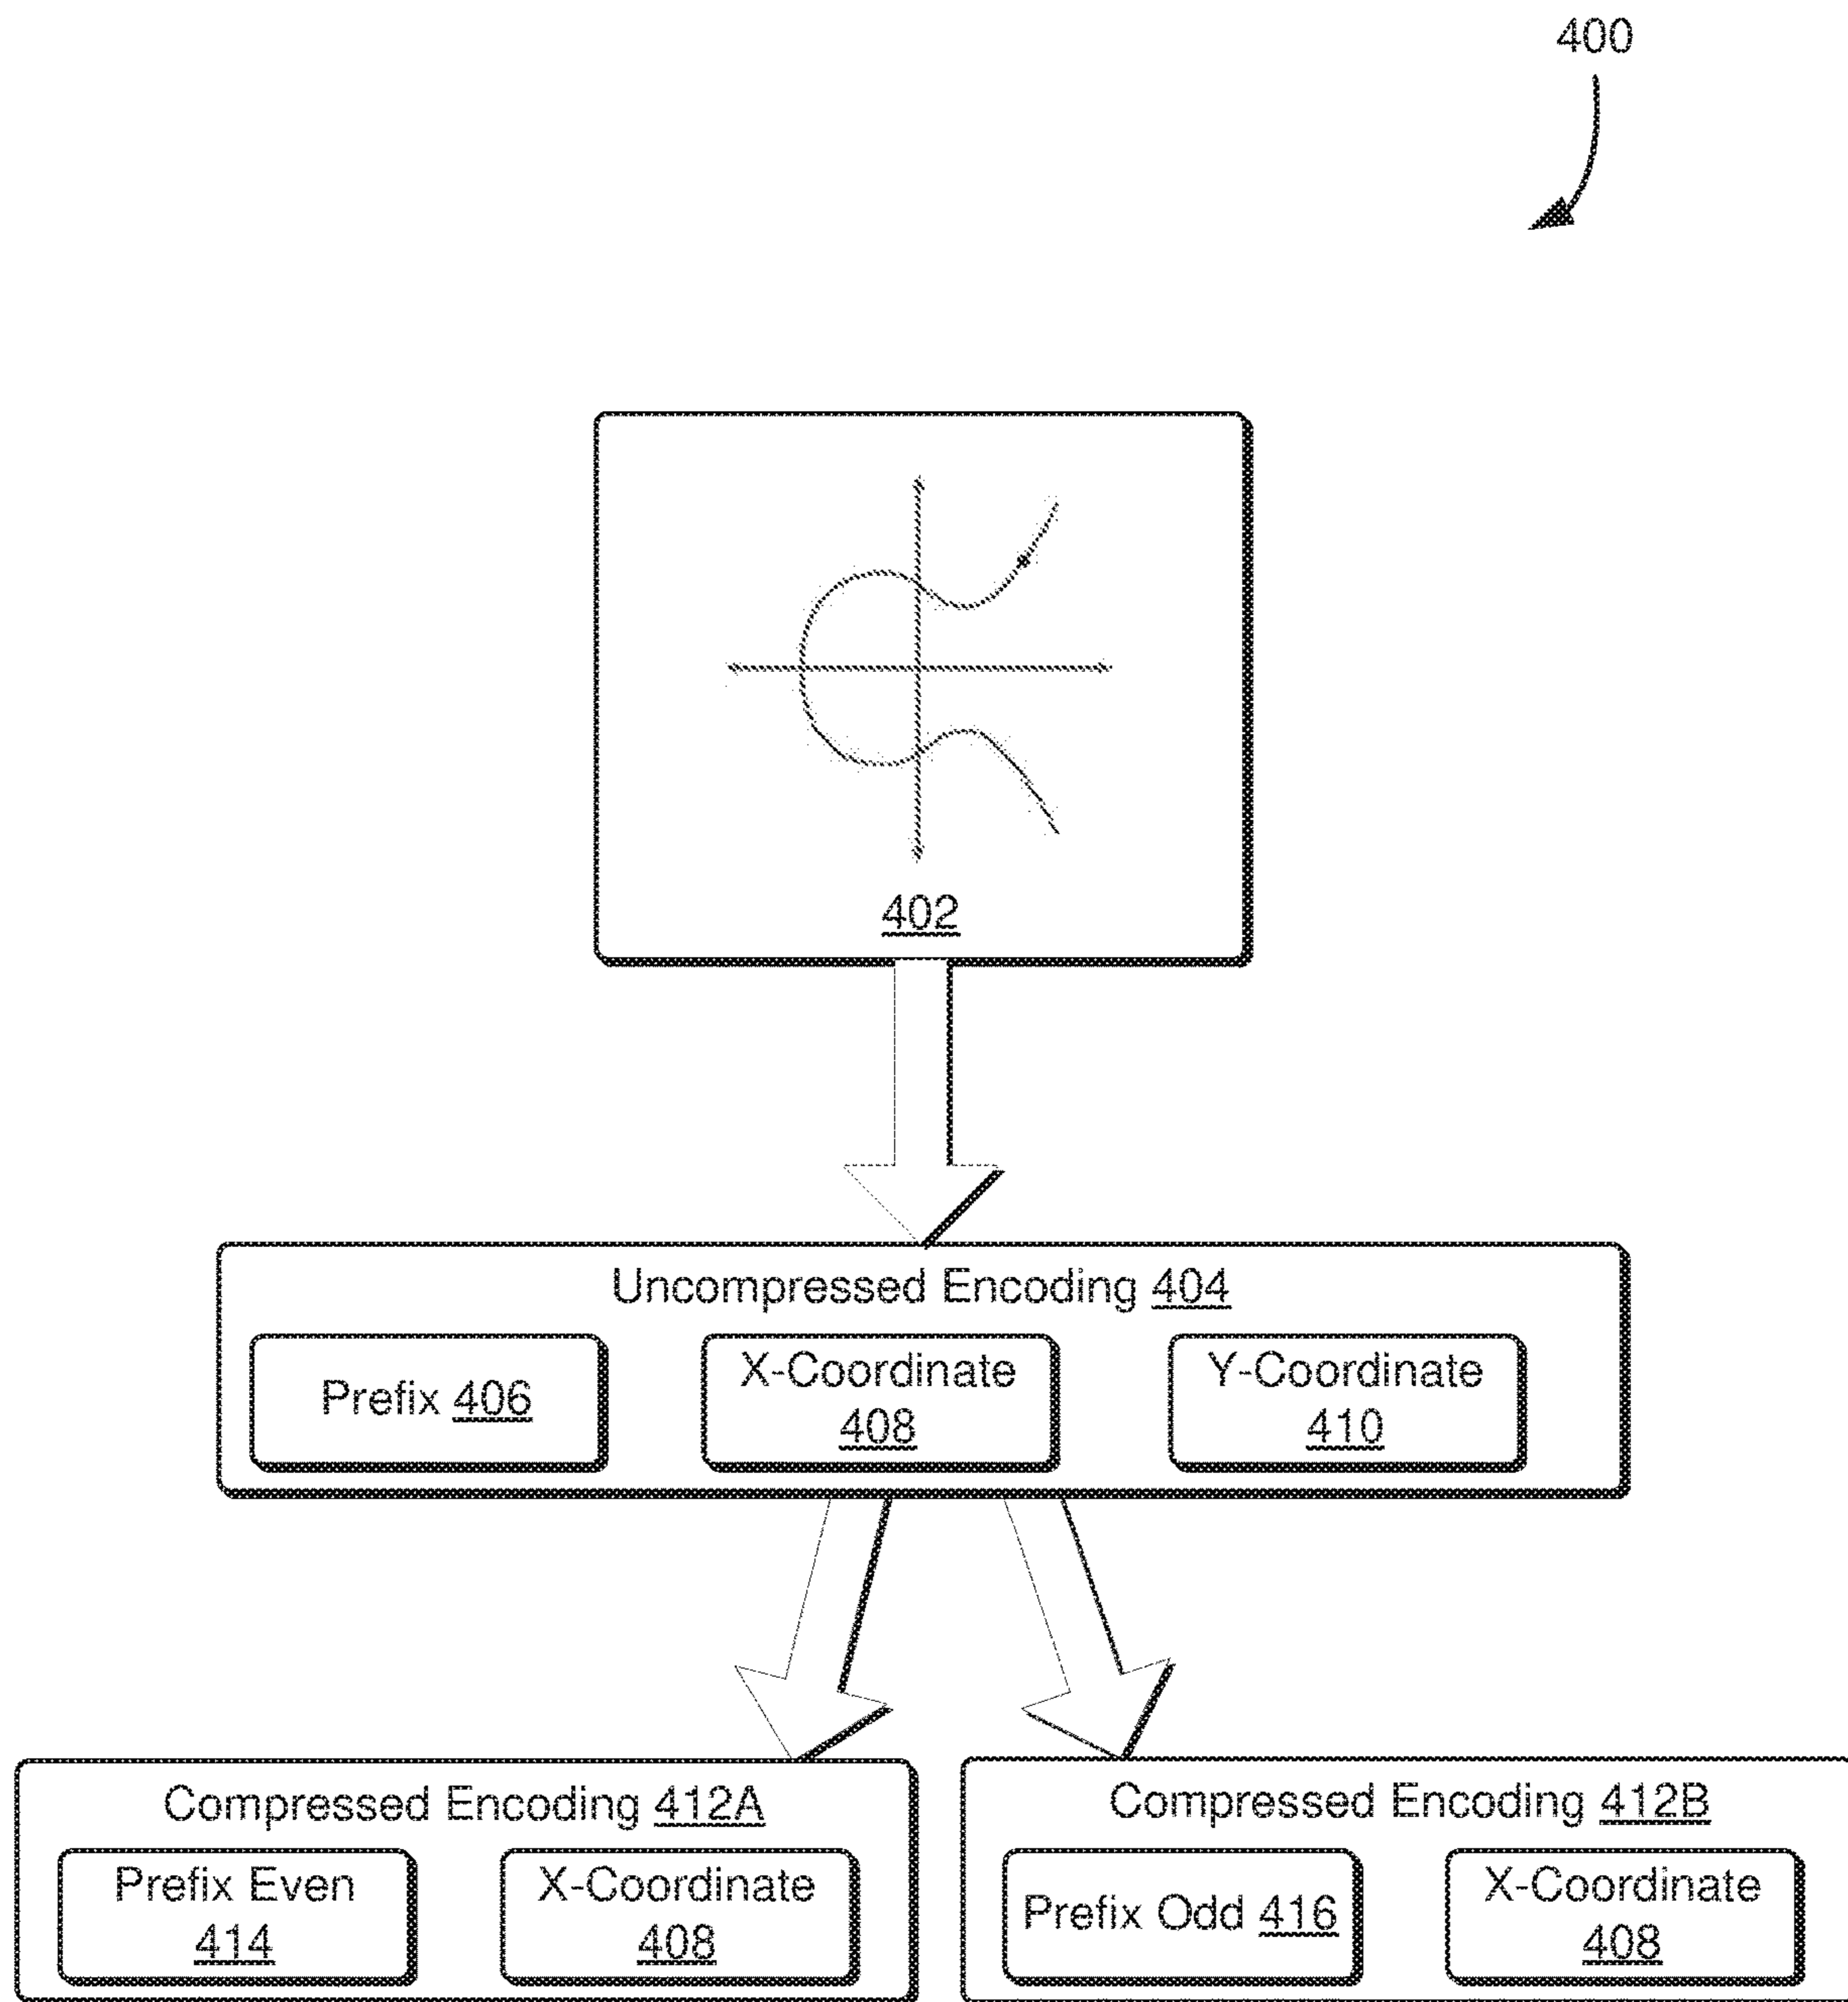 400
402
Uncompressed Encoding 404
Prefix 406
X-Coordinate
408
Y-Coordinate
410
Compressed Encoding 412A
Prefix Even
414
X-Coordinate
408
Compressed Encoding 412B
Prefix Odd 416
X-Coordinate
408